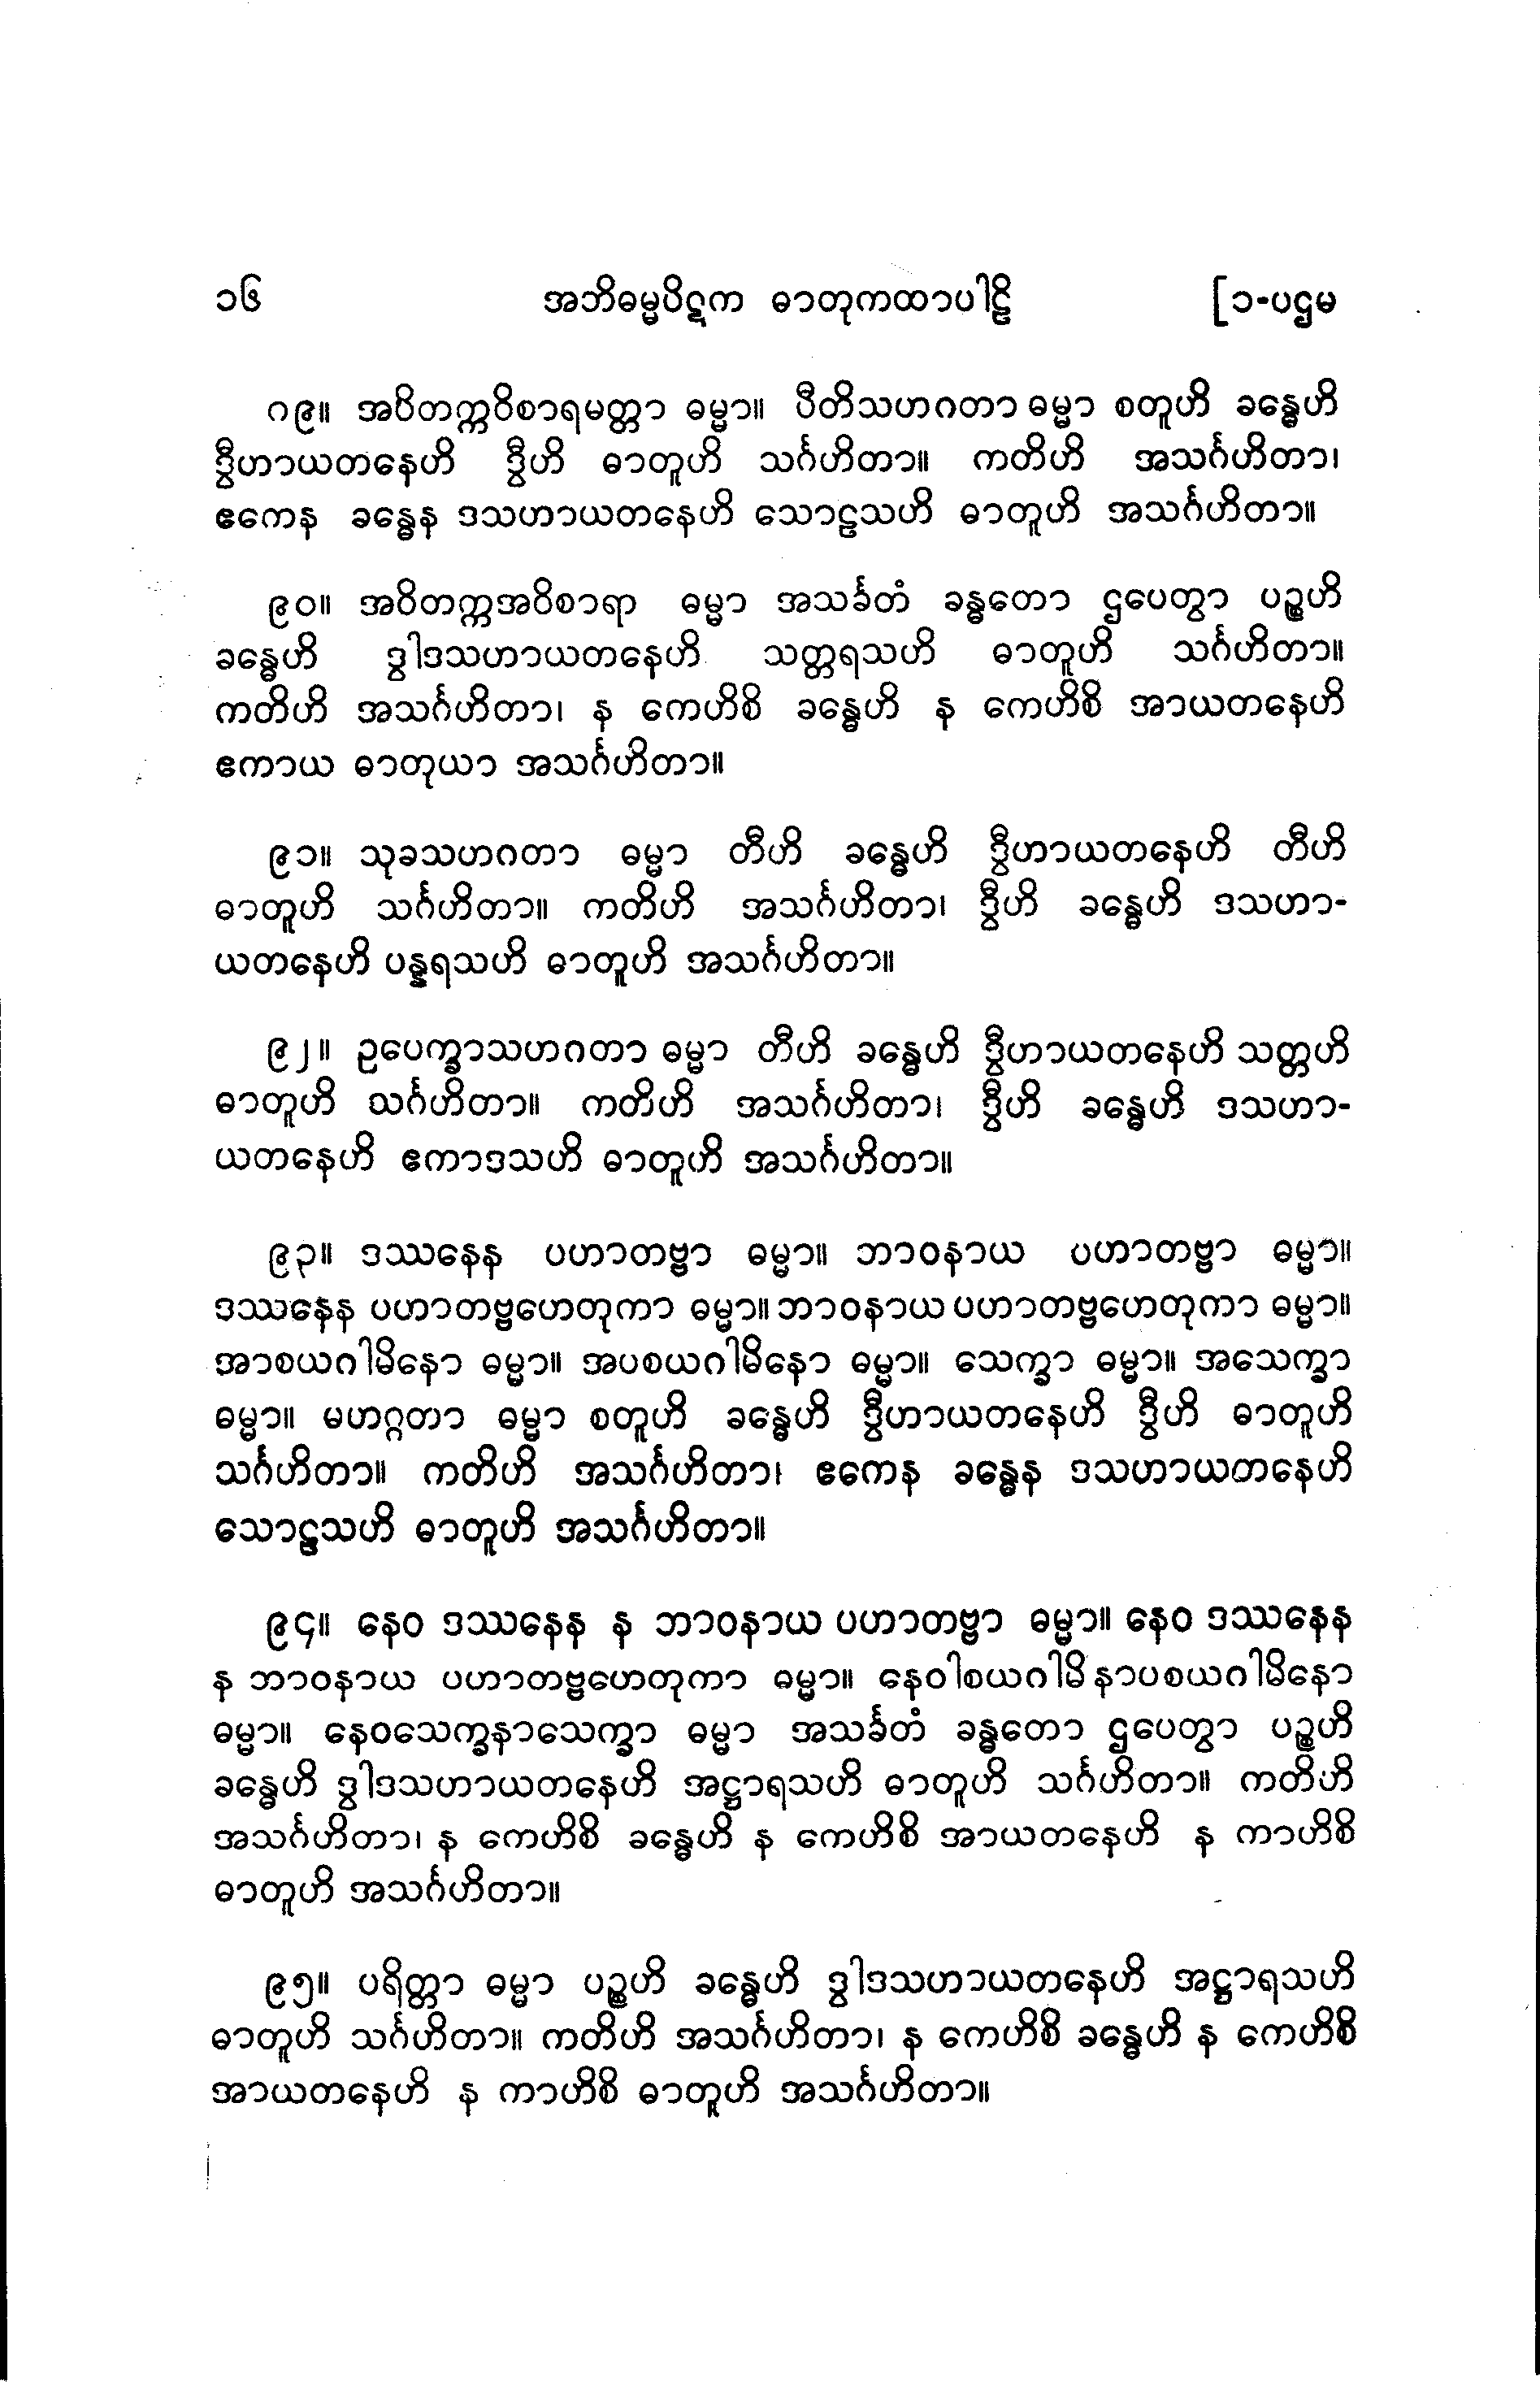 ၁၆ အဘိဓမ္မပိဋက ဓာတုကထာပါဠိ [၁-ပဌမ
၈၉။ အဝိတက္ကဝိစာရမတ္တာ ဓမ္မာ။ ပီတိသဟဂတာ ဓမ္မာ စတူဟိ ခန္ဓေဟိ
ဒွီဟာယတနေဟိ ဒွီဟိ ဓာတူဟိ သင်္ဂဟိတာ။ ကတိဟိ အသင်္ဂဟိတာ၊
ဧကေန ခန္ဓေန ဒသဟာယတနေဟိ သောဠသဟိ ဓာတူဟိ အသင်္ဂဟိတာ။
၉၀။ အဝိတက္ကအဝိစာရာ ဓမ္မာ အသင်္ခတံ ခန္ဓတော ဌပေတွာ ပဉ္စဟိ
ခန္ဓေဟိ ဒွါဒသဟာယတနေဟိ သတ္တရသဟိ ဓာတူဟိ သင်္ဂဟိတာ။
ကတိဟိ အသင်္ဂဟိတာ၊ န ကေဟိစိ ခန္ဓေဟိ န ကေဟိစိ အာယတနေဟိ
ဧကာယ ဓာတုယာ အသင်္ဂဟိတာ။
၉၁။ သုခသဟဂတာ ဓမ္မာ တီဟိ ခန္ဓေဟိ ဒွီဟာယတနေဟိ တီဟိ
ဓာတူဟိ သင်္ဂဟိတာ။ ကတိဟိ အသင်္ဂဟိတာ၊ ဒွီဟိ ခန္ဓေဟိ ဒသဟာ-
ယတနေဟိ ပန္နရသဟိ ဓာတူဟိ အသင်္ဂဟိတာ။
၉၂။ ဥပေက္ခာသဟဂတာ ဓမ္မာ တီဟိ ခန္ဓေဟိ ဒွီဟာယတနေဟိ သတ္တဟိ
ဓာတူဟိ သင်္ဂဟိတာ။ ကတိဟိ အသင်္ဂဟိတာ၊ ဒွီဟိ ခန္ဓေဟိ ဒသဟာ-
ယတနေဟိ ဧကာဒသဟိ ဓာတူဟိ အသင်္ဂဟိတာ။
၉၃။ ဒဿနေန ပဟာတဗ္ဗာ ဓမ္မာ။ ဘာဝနာယ ပဟာတဗ္ဗာ ဓမ္မာ။
ဒဿနေန ပဟာတဗ္ဗဟေတုကာ ဓမ္မာ။ ဘာဝနာယ ပဟာတဗ္ဗဟေတုကာ ဓမ္မာ။
အာစယဂါမိနော ဓမ္မာ။ အပစယဂါမိနော ဓမ္မာ။ သေက္ခာ ဓမ္မာ။ အသေက္ခာ
ဓမ္မာ။ မဟဂ္ဂတာ ဓမ္မာ စတူဟိ ခန္ဓေဟိ ဒွီဟာယတနေဟိ ဒွီဟိ ဓာတူဟိ
သင်္ဂဟိတာ။ ကတိဟိ အသင်္ဂဟိတာ၊ ဧကေန ခန္ဓေန ဒသဟာယတနေဟိ
သောဠသဟိ ဓာတူဟိ အသင်္ဂဟိတာ။
၉၄။ နေဝ ဒဿနေန န ဘာဝနာယ ပဟာတဗ္ဗာ ဓမ္မာ။ နေဝ ဒဿနေန
န ဘာဝနာယ ပဟာတဗ္ဗဟေတုကာ ဓမ္မာ။ နေဝါစယဂါမိ နာပစယဂါမိနော
ဓမ္မာ။ နေဝသေက္ခနာသေက္ခာ ဓမ္မာ အသင်္ခတံ ခန္ဓတော ဌပေတွာ ပဉ္စဟိ
ခန္ဓေဟိ ဒွါဒသဟာယတနေဟိ အဋ္ဌာရသဟိ ဓာတူဟိ သင်္ဂဟိတာ။ ကတိဟိ
အသင်္ဂဟိတာ၊ န ကေဟိစိ ခန္ဓေဟိ န ကေဟိစိ အာယတနေဟိ န ကာဟိစိ
ဓာတူဟိ အသင်္ဂဟိတာ။
၉၅။ ပရိတ္တာ ဓမ္မာ ပဉ္စဟိ ခန္ဓေဟိ ဒွါဒသဟာယတနေဟိ အဋ္ဌာရသဟိ
ဓာတူဟိ သင်္ဂဟိတာ။ ကတိဟိ အသင်္ဂဟိတာ၊ န ကေဟိစိ ခန္ဓေဟိ န ကေဟိစိ
အာယတနေဟိ န ကာဟိစိ ဓာတူဟိ အသင်္ဂဟိတာ။